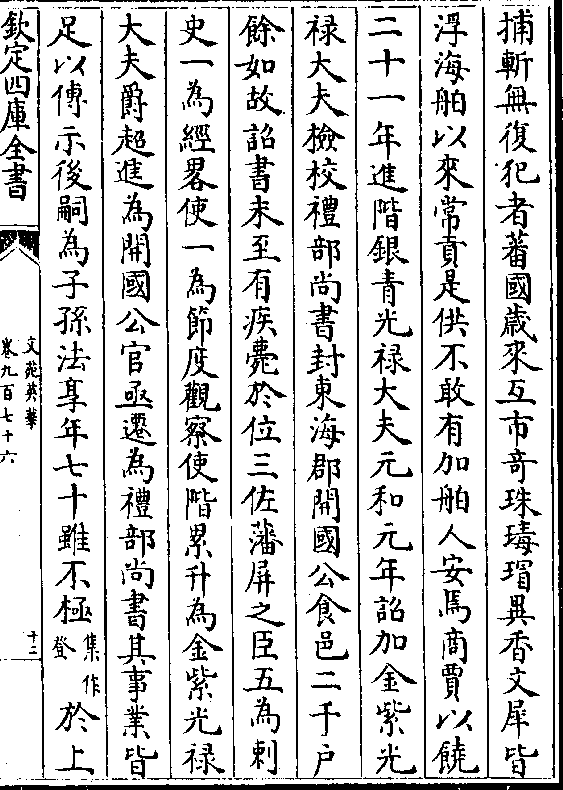 捕斬無復犯者蕃國歲來互市奇珠瑇瑁異香文犀皆
浮海舶以來常貢是供不敢有加舶人安焉商賈以饒
二十一年進階銀青光禄大夫元和元年詔加金紫光
禄大夫檢校禮部尚書封東海郡開國公食邑二千户
餘如故詔書未至有疾薨於位三佐藩屏之臣五為刺
史一為經畧使一為節度觀察使階累升為金紫光禄
大夫爵超進為開國公官亟遷為禮部尚書其事業皆
足以傳示後嗣為子孫法享年七十雖不極集作登於上
欽定四庫全書
文苑英華
卷九百七十六
十二